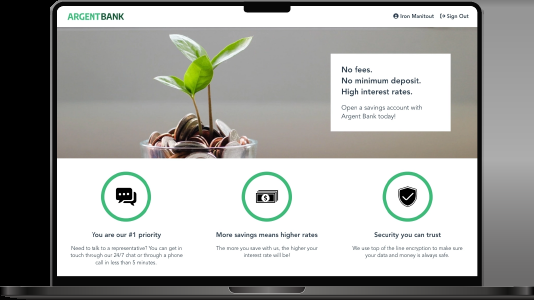 ARGENTBANK
Iron Manitout Sign Out
No fees.
No minimum deposit.
High interest rates.
Open a savings account with
Argent Bank today!
You are our #1 priority
Need to talk to a representative? You can get in
touch through our 24/7 chat or through a phone
call in less than 5 minutes.
More savings means higher rates
The more you save with us, the higher your
interest rate will be!
Security you can trust
We use top of the line encryption to make sure
your data and money is always safe.